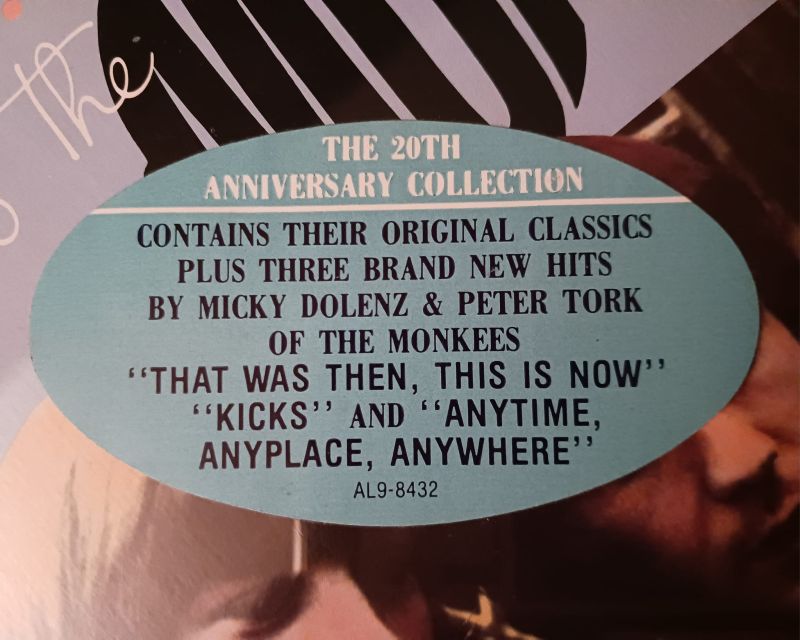 the
THE 20TH
ANNIVERSARY COLLECTION
CONTAINS THEIR ORIGINAL CLASSICS
PLUS THREE BRAND NEW HITS
BY MICKY DOLENZ & PETER TORK
OF THE MONKEES
"THAT WAS THEN, THIS IS NOW"
"KICKS" AND "ANYTIME,
ANYPLACE, ANYWHERE"
AL9-8432